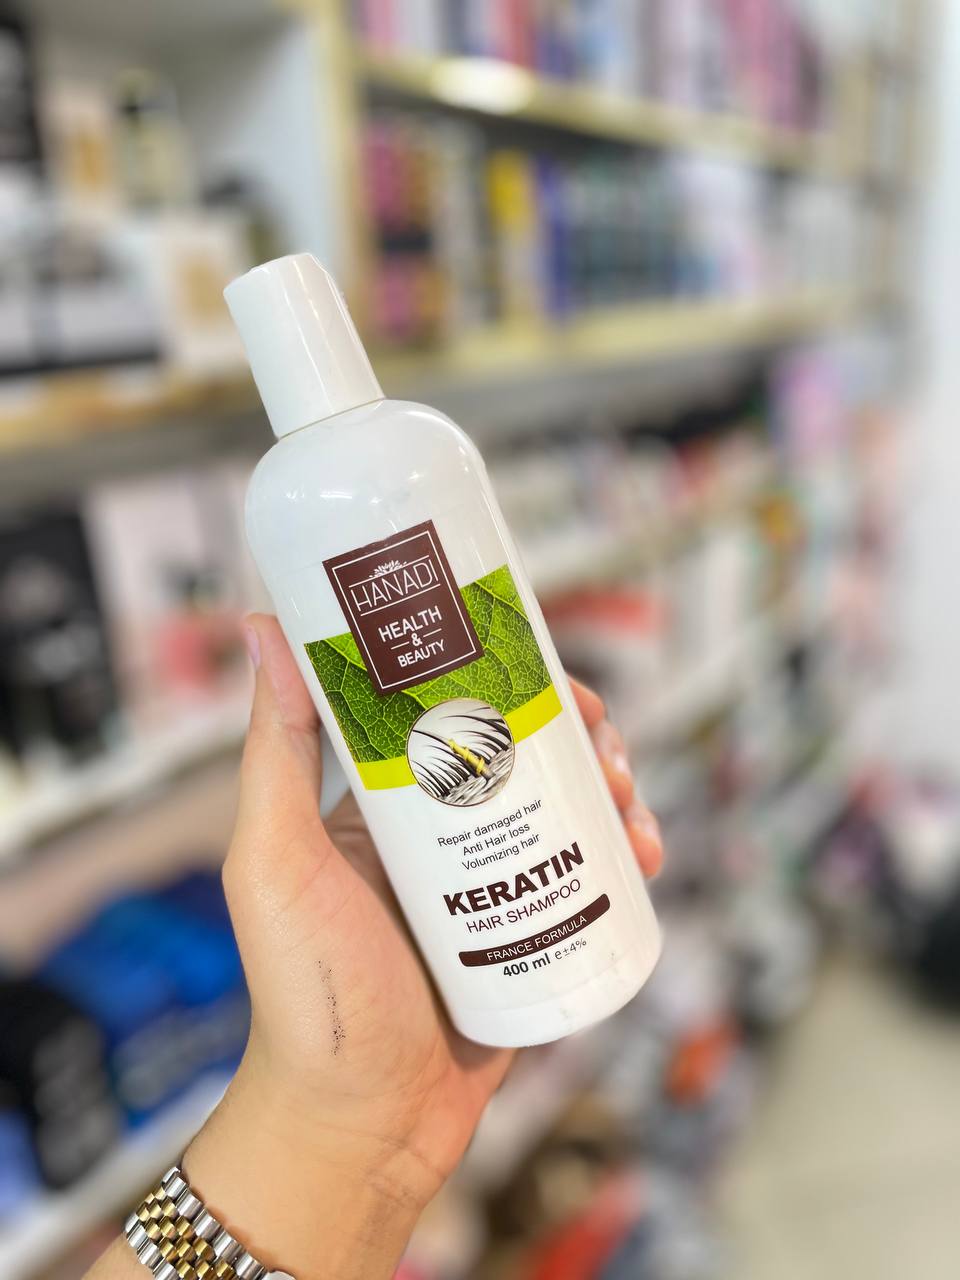 HANADI
HEALTH
&
BEAUTY
Repair damaged hair
Anti Hair loss
Volumizing hair
KERATIN
HAIR SHAMPOO
FRANCE FORMULA
400 ml e±4%